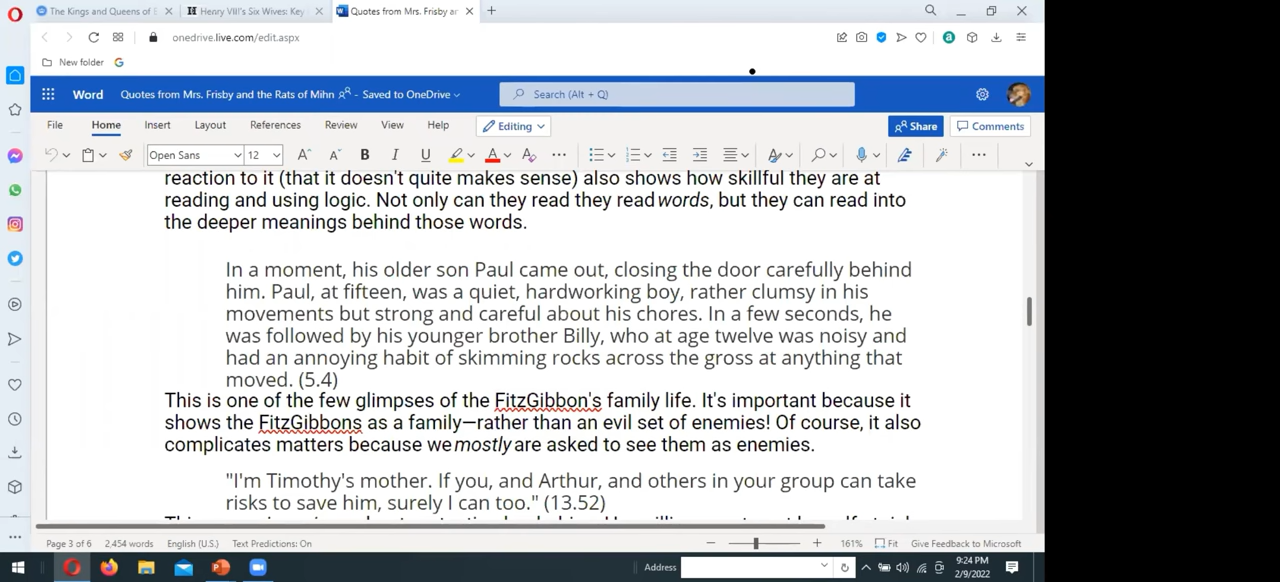 The Kings and Queens of E
Henry VIII's Six Wives: Key
Quotes from Mrs. Frisby ar
onedrive.live.com/edit.aspx
New folder
Word Quotes from Mrs. Frisby and the Rats of Mihn - Saved to OneDrive Search (Alt + Q)
File Home Insert Layout References Review View Help Editing Share Comments
Open Sans 12 A A B I U A
reaction to it (that it doesn't quite makes sense) also shows how skillful they are at
reading and using logic. Not only can they read they read words, but they can read into
the deeper meanings behind those words.
In a moment, his older son Paul came out, closing the door carefully behind
him. Paul, at fifteen, was a quiet, hardworking boy, rather clumsy in his
movements but strong and careful about his chores. In a few seconds, he
was followed by his younger brother Billy, who at age twelve was noisy and
had an annoying habit of skimming rocks across the gross at anything that
moved. (5.4)
This is one of the few glimpses of the FitzGibbon's family life. It's important because it
shows the FitzGibbons as a family—rather than an evil set of enemies! Of course, it also
complicates matters because we mostly are asked to see them as enemies.
"I'm Timothy's mother. If you, and Arthur, and others in your group can take
risks to save him, surely I can too." (13.52)
Page 3 of 6 2,454 words English (U.S.) Text Predictions: On 161% Fit Give Feedback to Microsoft
Address 9:24 PM
2/9/2022